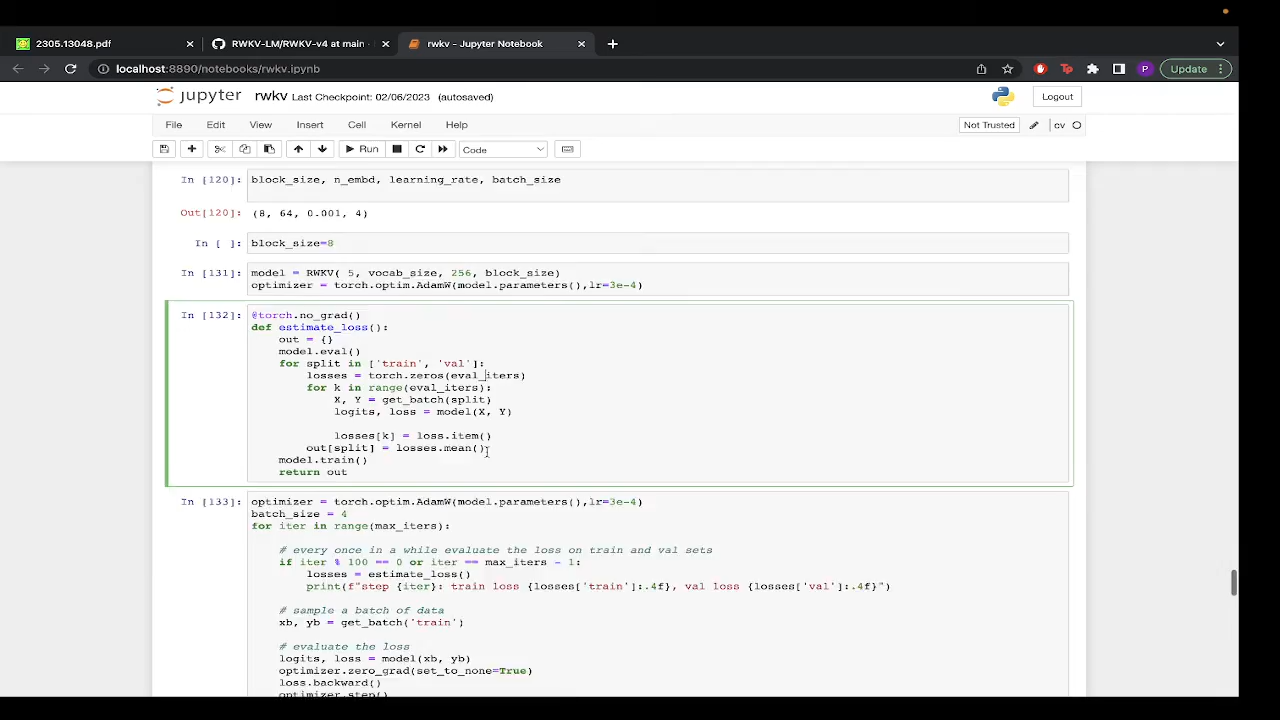 2305.13048.pdf
RWKV-LM/RWKV-v4 at main ·
rwkv - Jupyter Notebook
localhost:8890/notebooks/rwkv.ipynb
P
Update
jupyter rwkv Last Checkpoint: 02/06/2023 (autosaved)
Logout
File Edit View Insert Cell Kernel Help
Not Trusted
cv
Run
Code
In [120]: block_size, n_embd, learning_rate, batch_size
Out[120]: (8, 64, 0.001, 4)
In [ ]: block_size=8
In [131]: model = RWKV( 5, vocab_size, 256, block_size)
optimizer = torch.optim.AdamW(model.parameters(),lr=3e-4)
In [132]: @torch.no_grad()
def estimate_loss():
out = {}
model.eval()
for split in ['train', 'val']:
losses = torch.zeros(eval_iters)
for k in range(eval_iters):
X, Y = get_batch(split)
logits, loss = model(X, Y)
losses[k] = loss.item()
out[split] = losses.mean()
model.train()
return out
In [133]: optimizer = torch.optim.AdamW(model.parameters(),lr=3e-4)
batch_size = 4
for iter in range(max_iters):
# every once in a while evaluate the loss on train and val sets
if iter % 100 == 0 or iter == max_iters - 1:
losses = estimate_loss()
print(f"step {iter}: train loss {losses['train']:.4f}, val loss {losses['val']:.4f}")
# sample a batch of data
xb, yb = get_batch('train')
# evaluate the loss
logits, loss = model(xb, yb)
optimizer.zero_grad(set_to_none=True)
loss.backward()
optimizer.step()